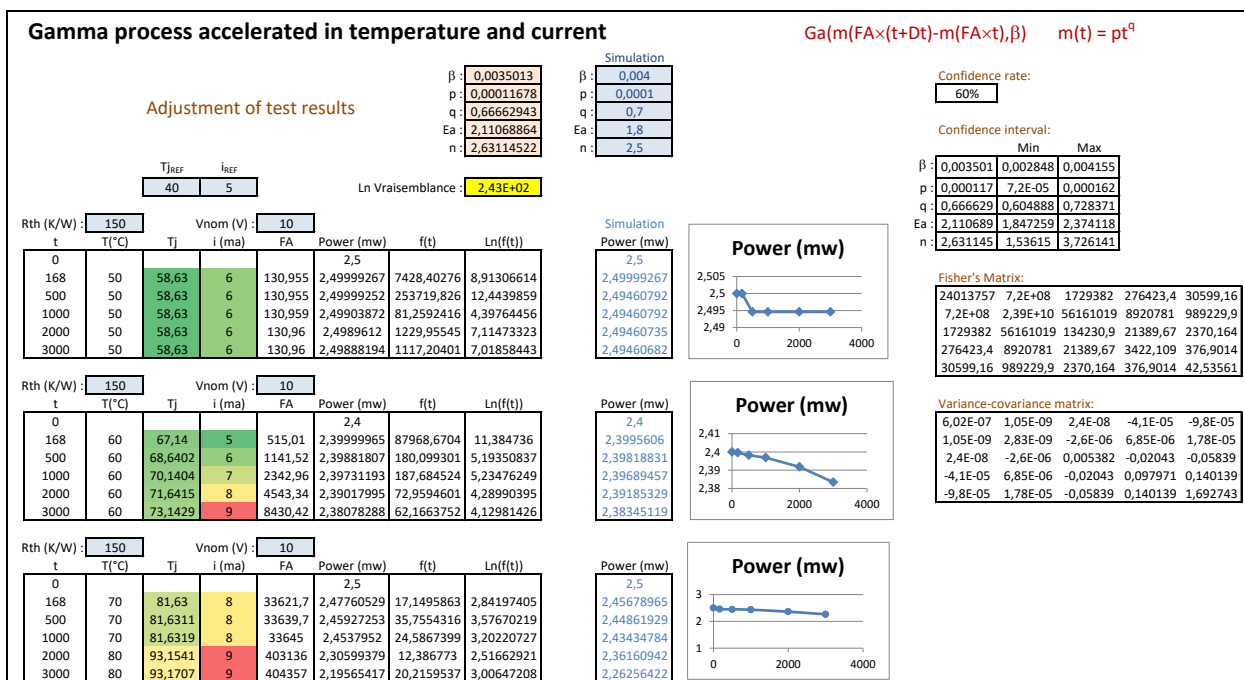 Gamma process accelerated in temperature and current
Ga(m(FA×(t+Dt)-m(FA×t),β) m(t) = pt^q
Simulation
β : 0,0035013 β : 0,004 Confidence rate:
p : 0,00011678 p : 0,0001 60%
Adjustment of test results
q : 0,66662943 q : 0,7
Ea : 2,11068864 Ea : 1,8 Confidence interval:
n : 2,63114522 n : 2,5 Min Max
β : 0,003501 0,002848 0,004155
Tj_REF i_REF
40 5 Ln Vraisemblance : 2,43E+02
p : 0,000117 7,2E-05 0,000162
q : 0,666629 0,604888 0,728371
Ea : 2,110689 1,847259 2,374118
n : 2,631145 1,53615 3,726141
Rth (K/W) : 150 Vnom (V) : 10 Simulation
t T(°C) Tj i (ma) FA Power (mw) f(t) Ln(f(t)) Power (mw)
0 2,5 2,5
168 50 58,63 6 130,955 2,49999267 7428,40276 8,91306614 2,49999267
500 50 58,63 6 130,955 2,49999252 253719,826 12,4439859 2,49460792
1000 50 58,63 6 130,959 2,49903872 81,2592416 4,39764456 2,49460792
2000 50 58,63 6 130,96 2,4989612 1229,95545 7,11472323 2,49460735
3000 50 58,63 6 130,96 2,49888194 1117,20401 7,01858443 2,49460682
Power (mw)
2,505
2,5
2,495
2,49
0 2000 4000
Fisher's Matrix:
24013757 7,2E+08 1729382 276423,4 30599,16
7,2E+08 2,39E+10 56161019 8920781 989229,9
1729382 56161019 134230,9 21389,67 2370,164
276423,4 8920781 21389,67 3422,109 376,9014
30599,16 989229,9 2370,164 376,9014 42,53561
Rth (K/W) : 150 Vnom (V) : 10
t T(°C) Tj i (ma) FA Power (mw) f(t) Ln(f(t)) Power (mw)
0 2,4 2,4
168 60 67,14 5 515,01 2,39999965 87968,6704 11,384736 2,3995606
500 60 68,6402 6 1141,52 2,39881807 180,099301 5,19350837 2,39818831
1000 60 70,1404 7 2342,96 2,39731193 187,684524 5,23476249 2,39689457
2000 60 71,6415 8 4543,34 2,39017995 72,9594601 4,28990395 2,39185329
3000 60 73,1429 9 8430,42 2,38078288 62,1663752 4,12981426 2,38345119
Power (mw)
2,41
2,4
2,39
2,38
0 2000 4000
Variance-covariance matrix:
6,02E-07 1,05E-09 2,4E-08 -4,1E-05 -9,8E-05
1,05E-09 2,83E-09 -2,6E-06 6,85E-06 1,78E-05
2,4E-08 -2,6E-06 0,005382 -0,02043 -0,05839
-4,1E-05 6,85E-06 -0,02043 0,097971 0,140139
-9,8E-05 1,78E-05 -0,05839 0,140139 1,692743
Rth (K/W) : 150 Vnom (V) : 10
t T(°C) Tj i (ma) FA Power (mw) f(t) Ln(f(t)) Power (mw)
0 2,5 2,5
168 70 81,63 8 33621,7 2,47760529 17,1495863 2,84197405 2,45678965
500 70 81,6311 8 33639,7 2,45927253 35,7554316 3,57670219 2,44861929
1000 70 81,6319 8 33645 2,4537952 24,5867399 3,20220727 2,43434784
2000 80 93,1541 9 403136 2,30599379 12,386773 2,51662921 2,36160942
3000 80 93,1707 9 404357 2,19565417 20,2159537 3,00647208 2,26256422
Power (mw)
3
2
1
0 2000 4000